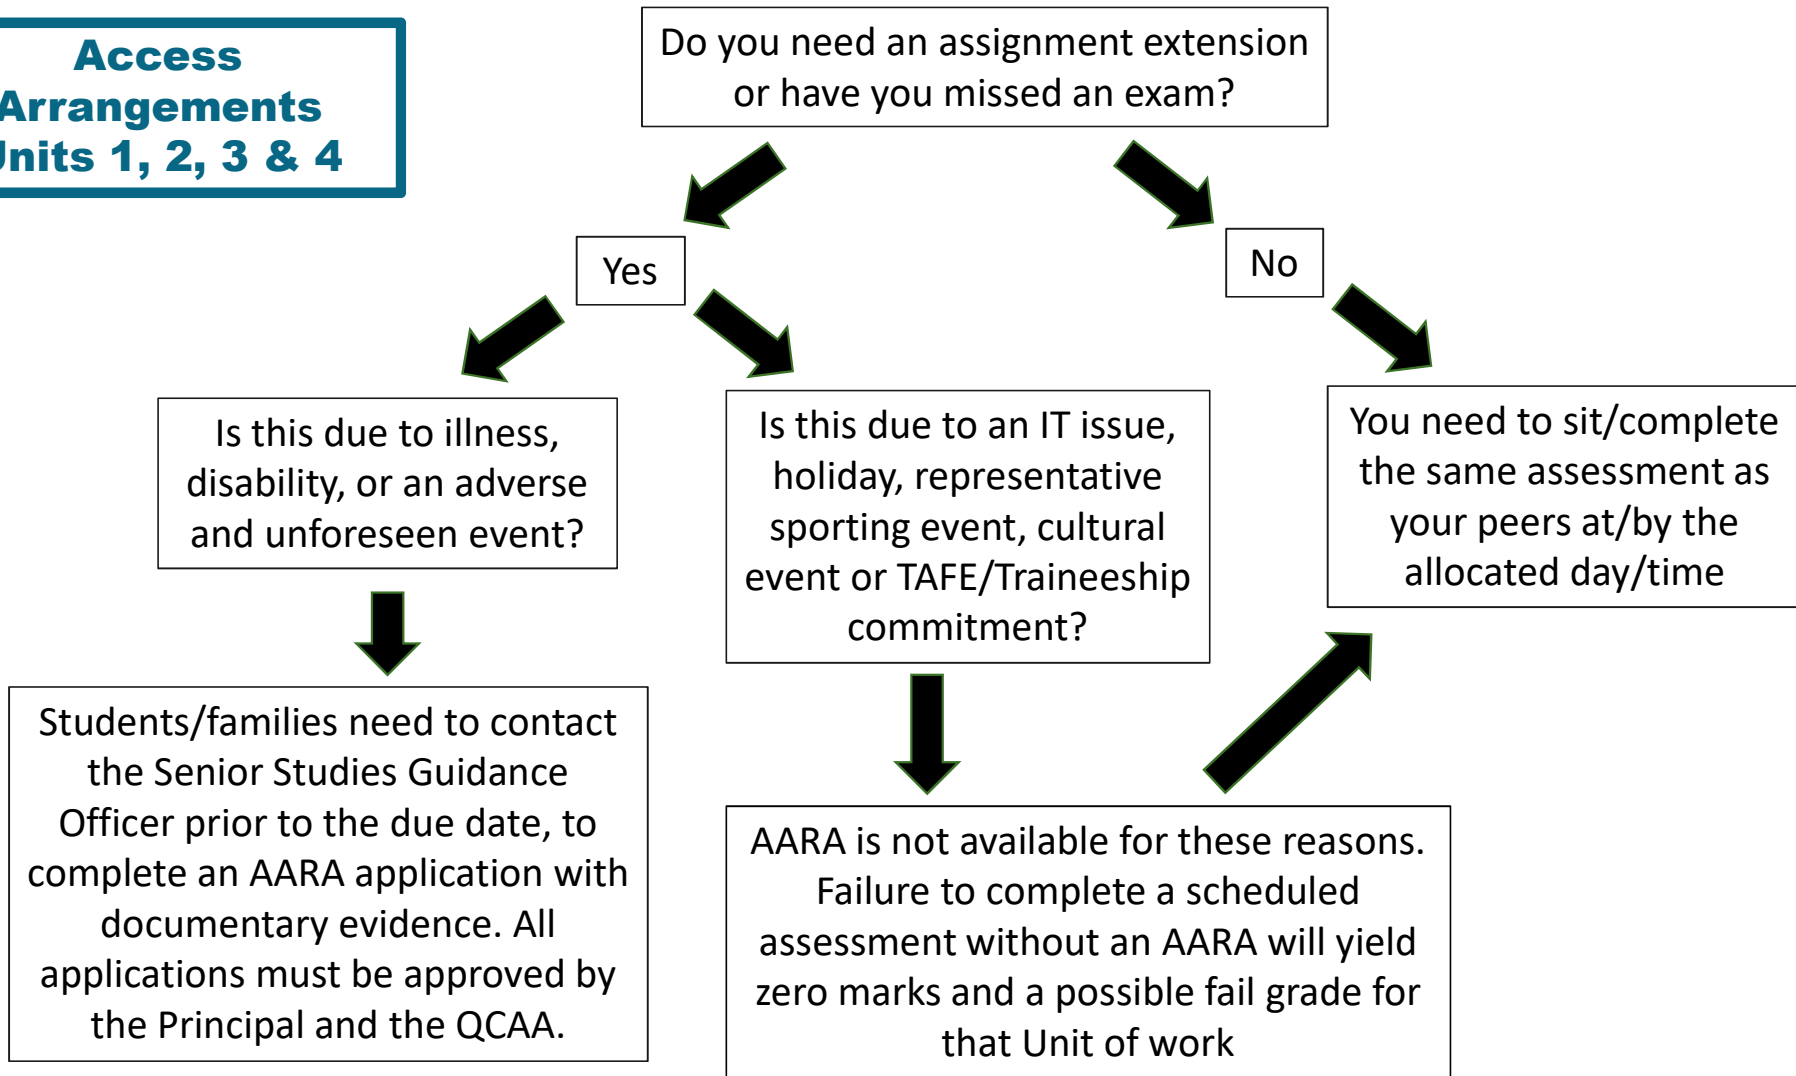 Access
Arrangements
Units 1, 2, 3 & 4
Do you need an assignment extension
or have you missed an exam?
Yes
No
Is this due to illness,
disability, or an adverse
and unforeseen event?
Is this due to an IT issue,
holiday, representative
sporting event, cultural
event or TAFE/Traineeship
commitment?
You need to sit/complete
the same assessment as
your peers at/by the
allocated day/time
Students/families need to contact
the Senior Studies Guidance
Officer prior to the due date, to
complete an AARA application with
documentary evidence. All
applications must be approved by
the Principal and the QCAA.
AARA is not available for these reasons.
Failure to complete a scheduled
assessment without an AARA will yield
zero marks and a possible fail grade for
that Unit of work